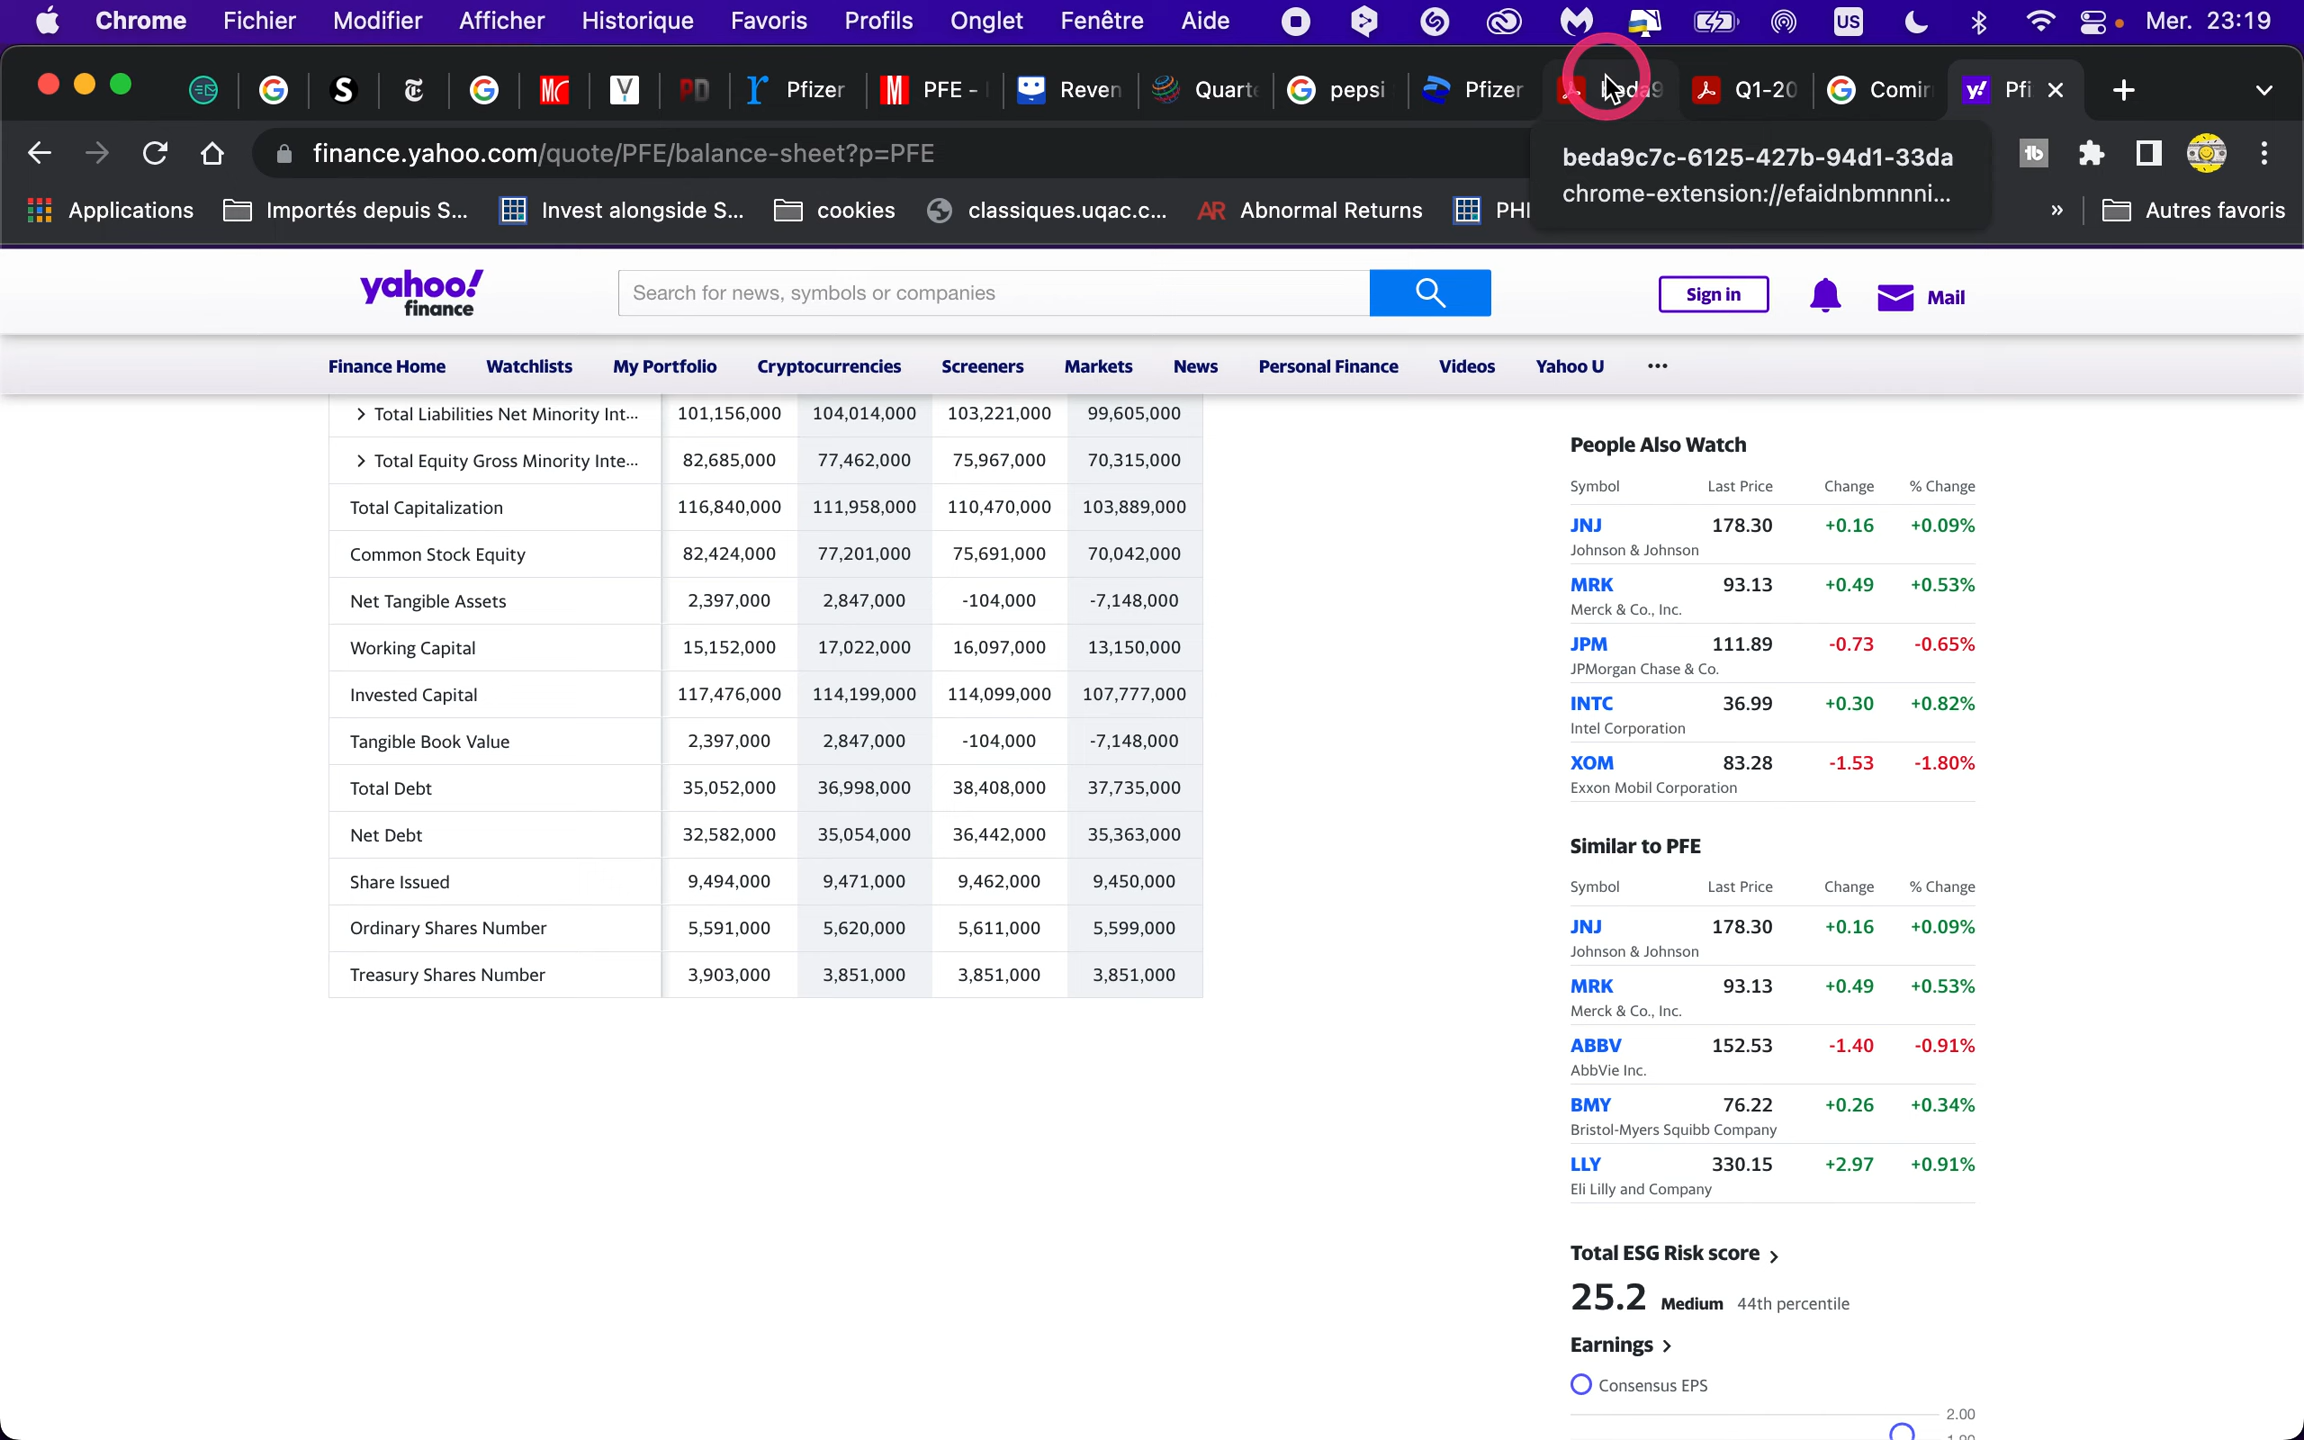 Chrome Fichier Modifier Afficher Historique Favoris Profils Onglet Fenêtre Aide US Mer. 23:19
Pfizer PFE - Reven Quarte pepsi Pfizer beda9 Q1-20 Comir Pfi
finance.yahoo.com/quote/PFE/balance-sheet?p=PFE
beda9c7c-6125-427b-94d1-33da
chrome-extension://efaidnbmnnni...
Applications Importés depuis S... Invest alongside S... cookies classiques.uqac.c... AR Abnormal Returns PHI » Autres favoris
yahoo!
finance
Search for news, symbols or companies
Sign in
Mail
Finance Home Watchlists My Portfolio Cryptocurrencies Screeners Markets News Personal Finance Videos Yahoo U ...
Total Liabilities Net Minority Int... 101,156,000 104,014,000 103,221,000 99,605,000
Total Equity Gross Minority Inte... 82,685,000 77,462,000 75,967,000 70,315,000
Total Capitalization 116,840,000 111,958,000 110,470,000 103,889,000
Common Stock Equity 82,424,000 77,201,000 75,691,000 70,042,000
Net Tangible Assets 2,397,000 2,847,000 -104,000 -7,148,000
Working Capital 15,152,000 17,022,000 16,097,000 13,150,000
Invested Capital 117,476,000 114,199,000 114,099,000 107,777,000
Tangible Book Value 2,397,000 2,847,000 -104,000 -7,148,000
Total Debt 35,052,000 36,998,000 38,408,000 37,735,000
Net Debt 32,582,000 35,054,000 36,442,000 35,363,000
Share Issued 9,494,000 9,471,000 9,462,000 9,450,000
Ordinary Shares Number 5,591,000 5,620,000 5,611,000 5,599,000
Treasury Shares Number 3,903,000 3,851,000 3,851,000 3,851,000
People Also Watch
Symbol Last Price Change % Change
JNJ 178.30 +0.16 +0.09%
Johnson & Johnson
MRK 93.13 +0.49 +0.53%
Merck & Co., Inc.
JPM 111.89 -0.73 -0.65%
JPMorgan Chase & Co.
INTC 36.99 +0.30 +0.82%
Intel Corporation
XOM 83.28 -1.53 -1.80%
Exxon Mobil Corporation
Similar to PFE
Symbol Last Price Change % Change
JNJ 178.30 +0.16 +0.09%
Johnson & Johnson
MRK 93.13 +0.49 +0.53%
Merck & Co., Inc.
ABBV 152.53 -1.40 -0.91%
AbbVie Inc.
BMY 76.22 +0.26 +0.34%
Bristol-Myers Squibb Company
LLY 330.15 +2.97 +0.91%
Eli Lilly and Company
Total ESG Risk score
25.2 Medium 44th percentile
Earnings
Consensus EPS
2.00